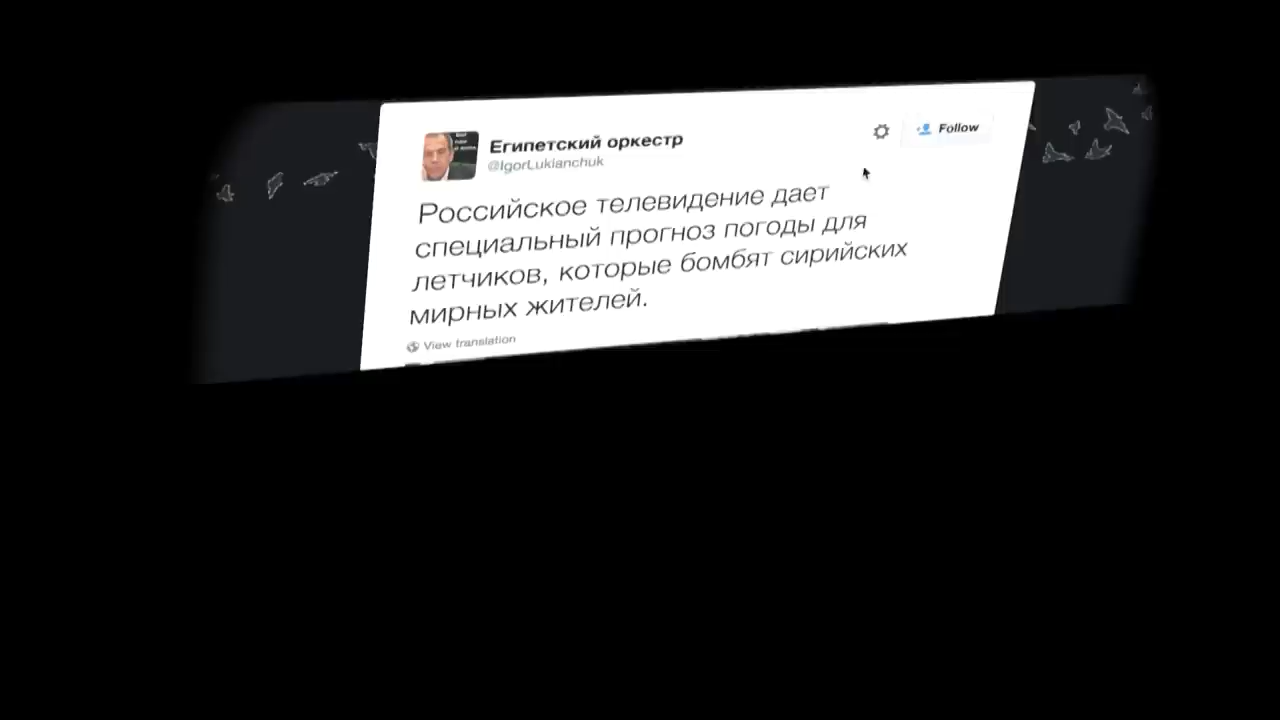 Египетский оркестр
@IgorLukianchuk
Follow
Российское телевидение дает
специальный прогноз погоды для
летчиков, которые бомбят сирийских
мирных жителей.
View translation